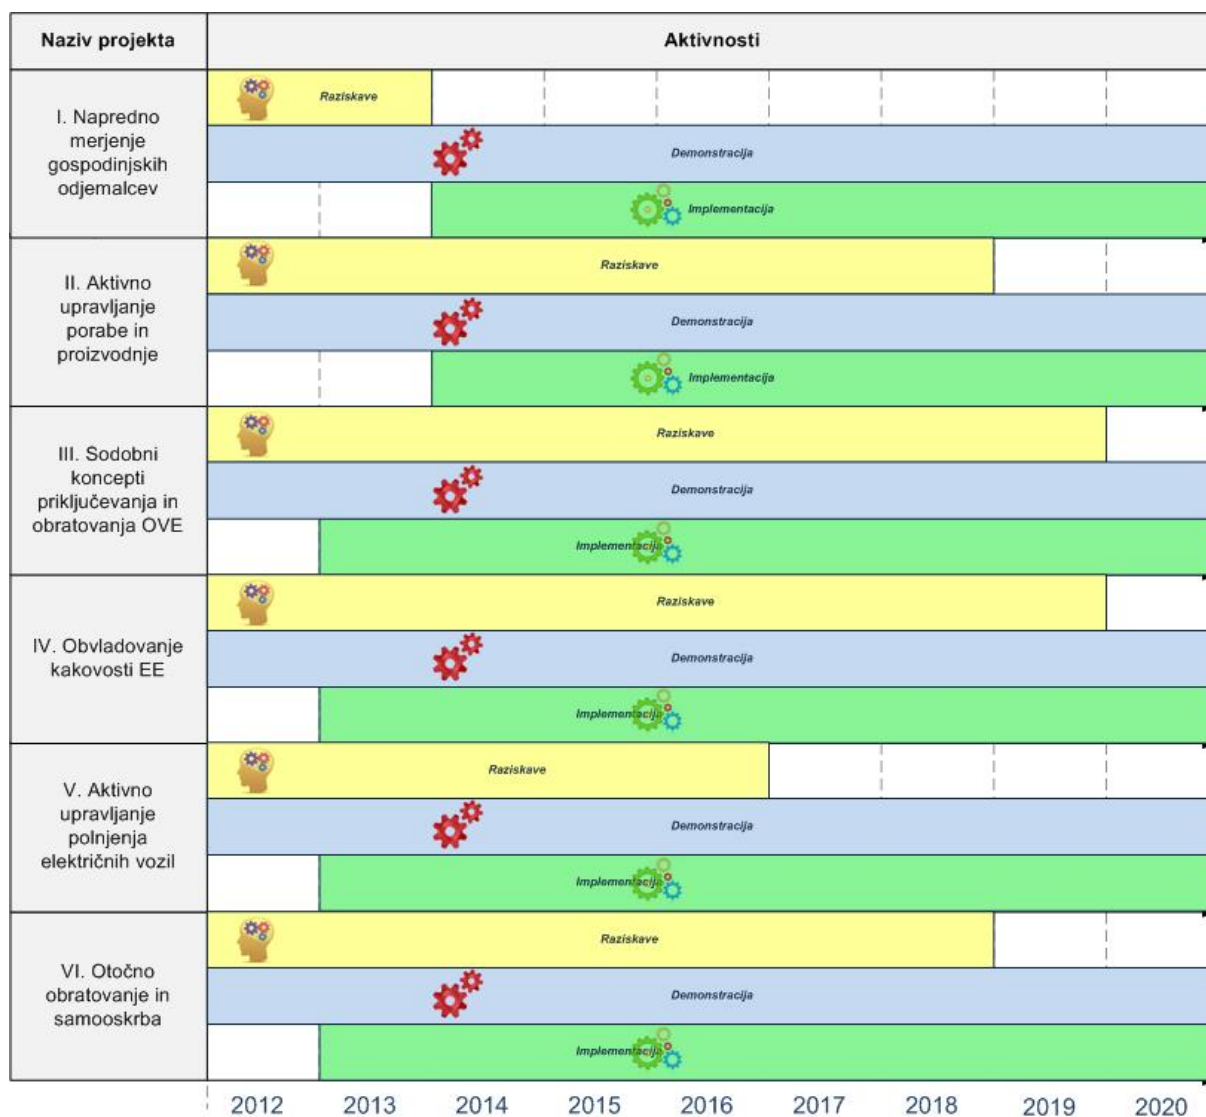 Naziv projekta
Aktivnosti
I. Napredno
merjenje
gospodinjskih
odjemalcev
Raziskave
Demonstracija
Implementacija
II. Aktivno
upravljanje
porabe in
proizvodnje
Raziskave
Demonstracija
Implementacija
III. Sodobni
koncepti
priključevanja in
obratovanja OVE
Raziskave
Demonstracija
Implementacija
IV. Obvladovanje
kakovosti EE
Raziskave
Demonstracija
Implementacija
V. Aktivno
upravljanje
polnjenja
električnih vozil
Raziskave
Demonstracija
Implementacija
VI. Otočno
obratovanje in
samooskrba
Raziskave
Demonstracija
Implementacija
2012 2013 2014 2015 2016 2017 2018 2019 2020